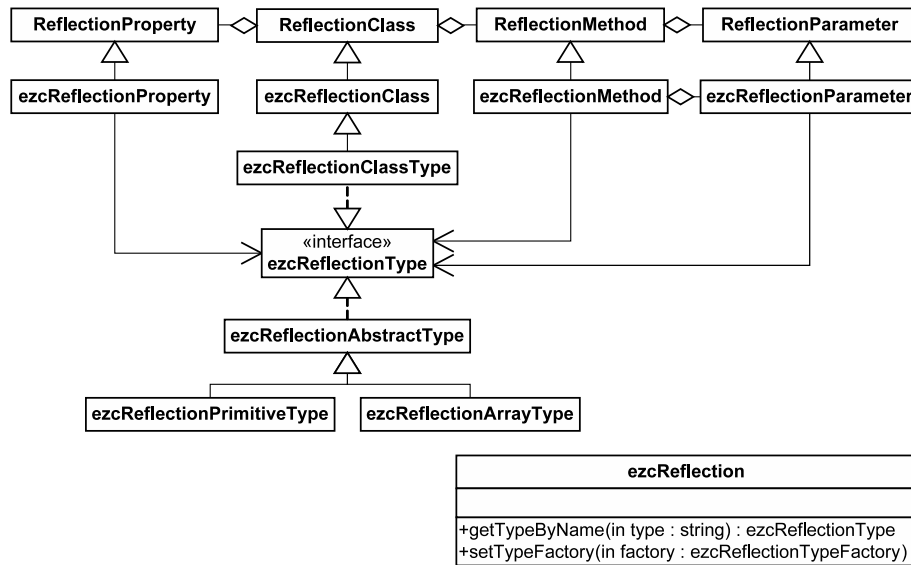 ReflectionProperty
ReflectionClass
ReflectionMethod
ReflectionParameter
ezcReflectionProperty
ezcReflectionClass
ezcReflectionMethod
ezcReflectionParameter
ezcReflectionClassType
«interface»
ezcReflectionType
ezcReflectionAbstractType
ezcReflectionPrimitiveType
ezcReflectionArrayType
ezcReflection
+getTypeByName(in type : string) : ezcReflectionType
+setTypeFactory(in factory : ezcReflectionTypeFactory)